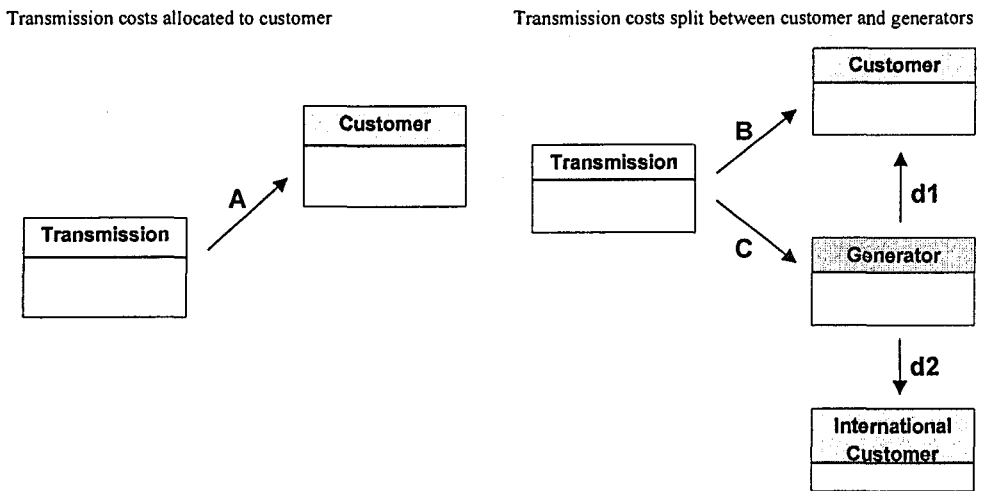 Transmission costs allocated to customer
Customer
A
Transmission
Transmission costs split between customer and generators
Customer
B
Transmission
d1
C
Generator
d2
International
Customer